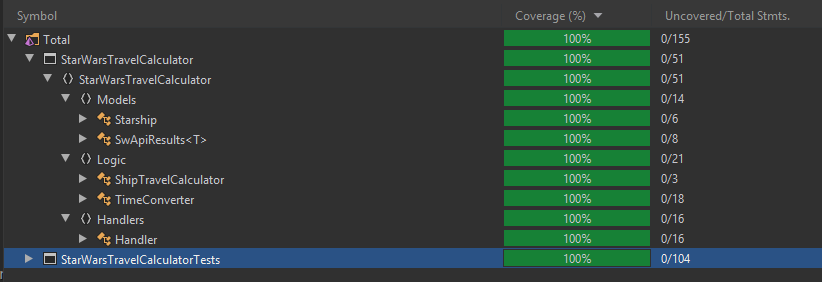 Symbol Coverage (%) Uncovered/Total Stmts.
Total 100% 0/155
StarWarsTravelCalculator 100% 0/51
StarWarsTravelCalculator 100% 0/51
Models 100% 0/14
Starship 100% 0/6
SwApiResults<T> 100% 0/8
Logic 100% 0/21
ShipTravelCalculator 100% 0/3
TimeConverter 100% 0/18
Handlers 100% 0/16
Handler 100% 0/16
StarWarsTravelCalculatorTests 100% 0/104